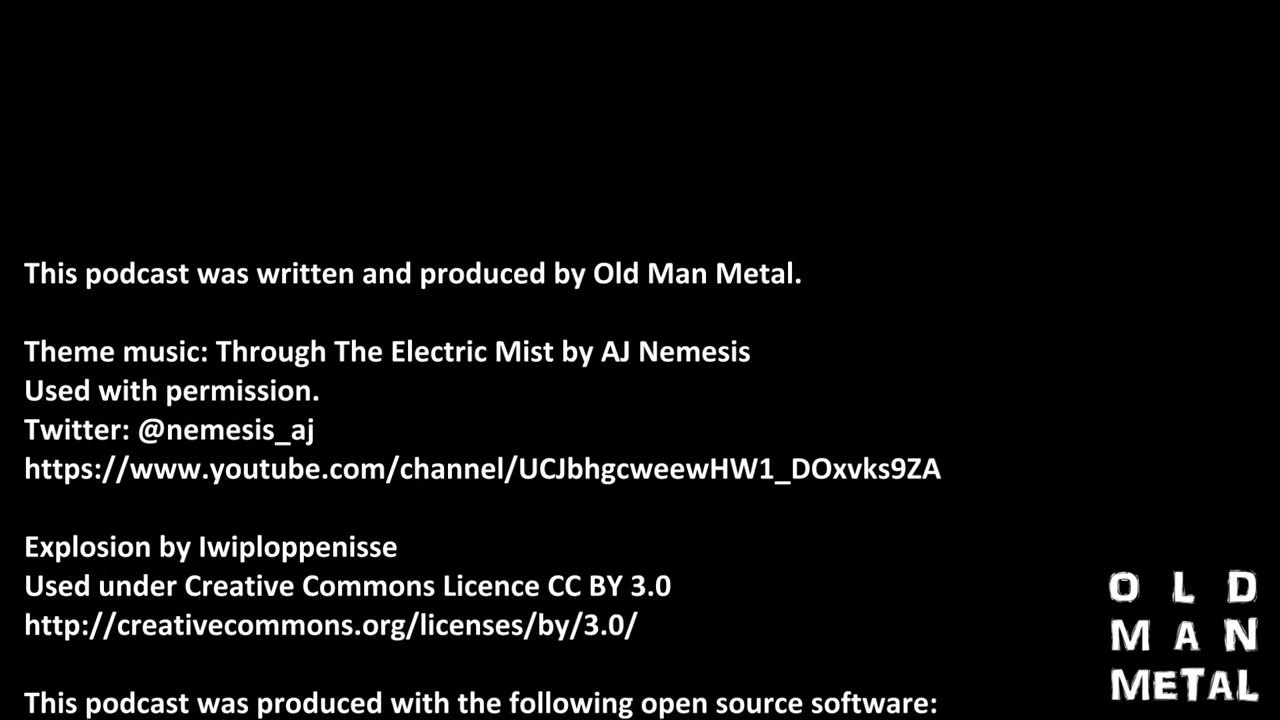 This podcast was written and produced by Old Man Metal.
Theme music: Through The Electric Mist by AJ Nemesis
Used with permission.
Twitter: @nemesis_aj
https://www.youtube.com/channel/UCJbhgcweewHW1_DOxvks9ZA
Explosion by Iwiploppenisse
Used under Creative Commons Licence CC BY 3.0
http://creativecommons.org/licenses/by/3.0/
This podcast was produced with the following open source software:
OLD
MAN
METAL